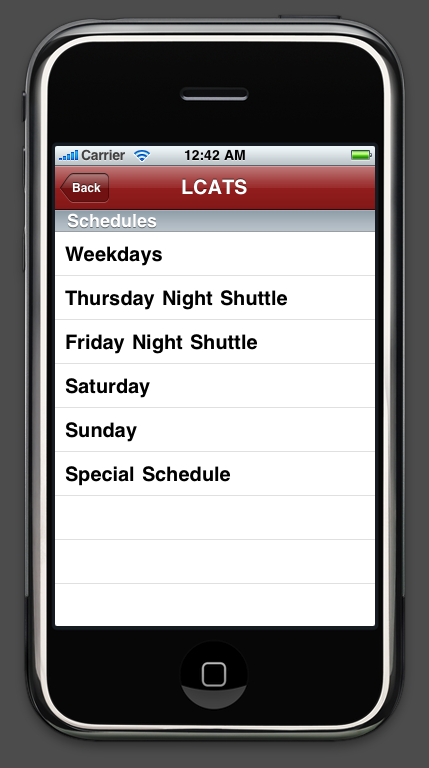 Carrier 12:42 AM
Back LCATS
Schedules
Weekdays
Thursday Night Shuttle
Friday Night Shuttle
Saturday
Sunday
Special Schedule